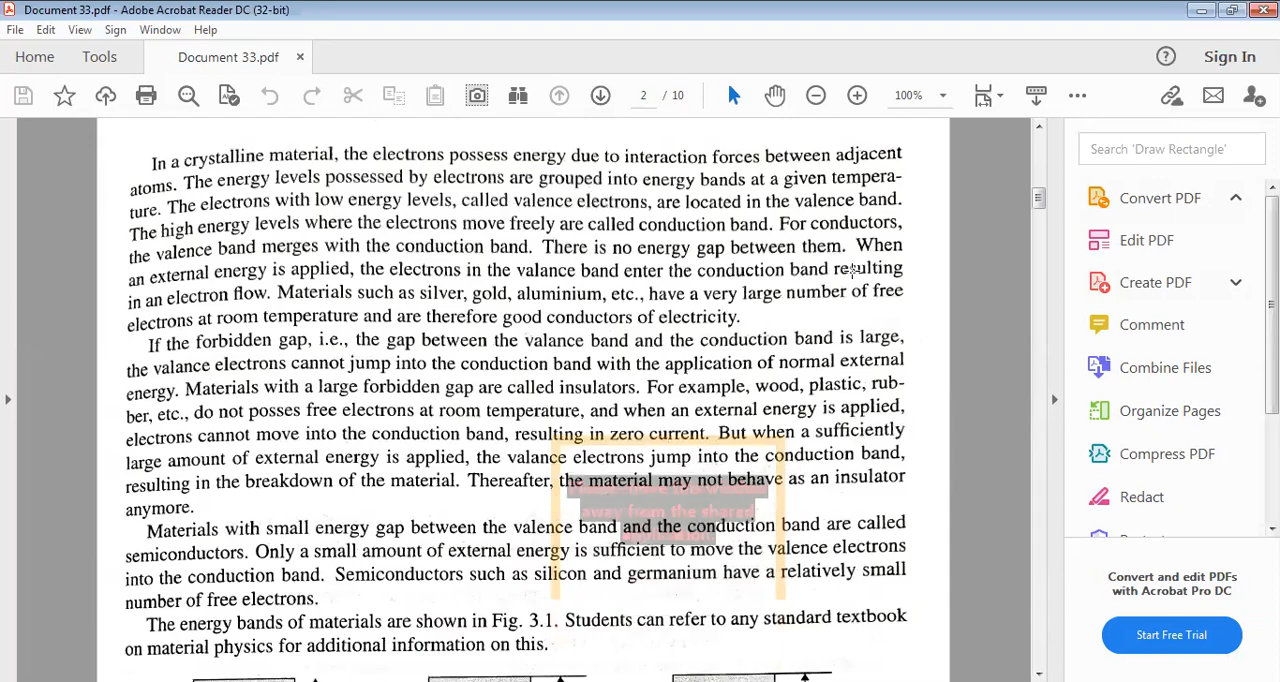 Document 33.pdf - Adobe Acrobat Reader DC (32-bit)
File Edit View Sign Window Help
Home Tools Document 33.pdf × Sign In
2 / 10 100%
In a crystalline material, the electrons possess energy due to interaction forces between adjacent
atoms. The energy levels possessed by electrons are grouped into energy bands at a given tempera-
ture. The electrons with low energy levels, called valence electrons, are located in the valence band.
The high energy levels where the electrons move freely are called conduction band. For conductors,
the valence band merges with the conduction band. There is no energy gap between them. When
an external energy is applied, the electrons in the valance band enter the conduction band resulting
in an electron flow. Materials such as silver, gold, aluminium, etc., have a very large number of free
electrons at room temperature and are therefore good conductors of electricity.
If the forbidden gap, i.e., the gap between the valance band and the conduction band is large,
the valance electrons cannot jump into the conduction band with the application of normal external
energy. Materials with a large forbidden gap are called insulators. For example, wood, plastic, rub-
ber, etc., do not posses free electrons at room temperature, and when an external energy is applied,
electrons cannot move into the conduction band, resulting in zero current. But when a sufficiently
large amount of external energy is applied, the valance electrons jump into the conduction band,
resulting in the breakdown of the material. Thereafter, the material may not behave as an insulator
anymore.
away from the shared
Materials with small energy gap between the valence band and the conduction band are called
semiconductors. Only a small amount of external energy is sufficient to move the valence electrons
into the conduction band. Semiconductors such as silicon and germanium have a relatively small
number of free electrons.
The energy bands of materials are shown in Fig. 3.1. Students can refer to any standard textbook
on material physics for additional information on this.
Search 'Draw Rectangle'
Convert PDF
Edit PDF
Create PDF
Comment
Combine Files
Organize Pages
Compress PDF
Redact
Convert and edit PDFs
with Acrobat Pro DC
Start Free Trial